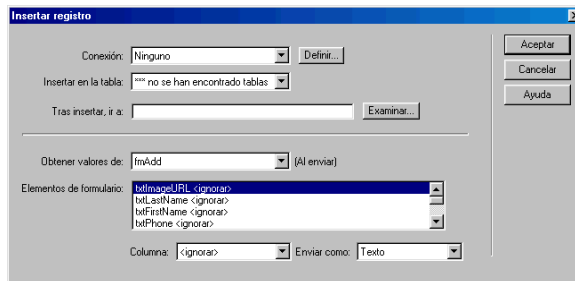 Insertar registro
Conexión: Ninguno Definir... Aceptar
Insertar en la tabla: *** no se han encontrado tablas Cancelar
Tras insertar, ir a: Examinar... Ayuda
Obtener valores de: fmAdd (Al enviar)
Elementos de formulario: txtImageURL <ignorar>
txtLastName <ignorar>
txtFirstName <ignorar>
txtPhone <ignorar>
Columna: <ignorar> Enviar como: Texto